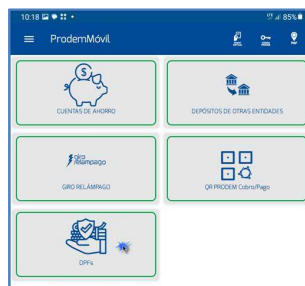 10:18
85%
ProdemMóvil
CUENTAS DE AHORRO
DEPÓSITOS DE OTRAS ENTIDADES
giro
relámpago
GIRO RELÁMPAGO
QR PRODEM Cobro/Pago
DPFs